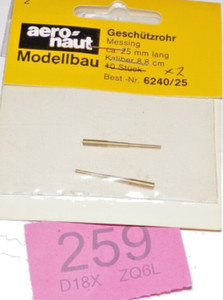 aero-
naut
Modellbau
Geschützrohr
Messing
ca 25 mm lang
Kaliber 8,8 cm
10 Stück
x 2
Best.-Nr. 6240/25
259
D18X ZQ6L